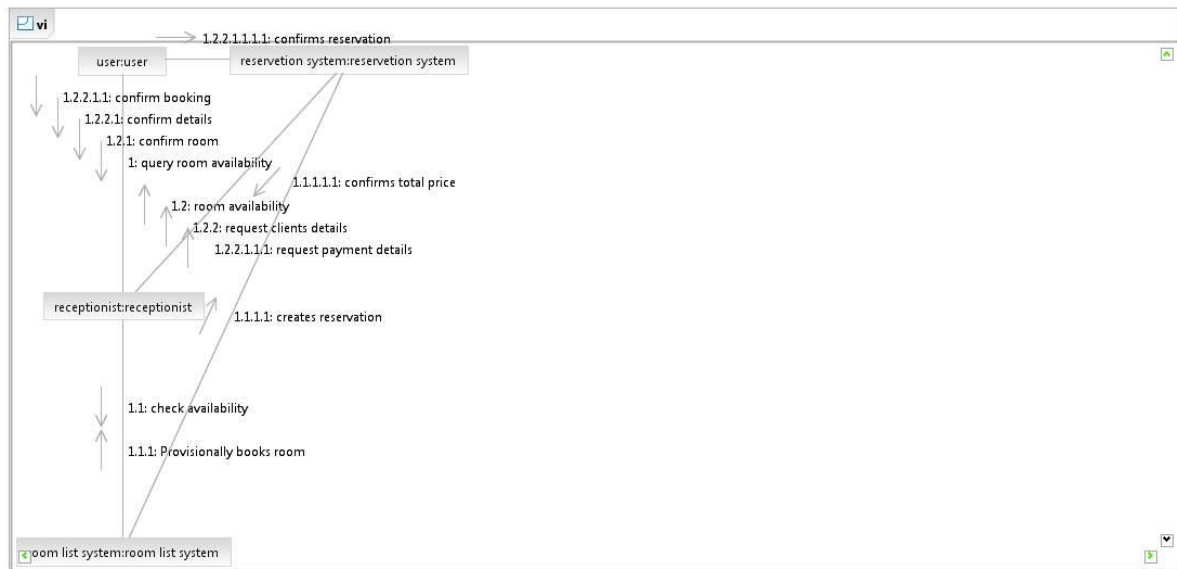 vi
1.2.2.1.1.1.1: confirms reservation
user:user
reservetion system:reservetion system
1.2.2.1.1: confirm booking
1.2.2.1: confirm details
1.2.1: confirm room
1: query room availability
1.1.1.1.1: confirms total price
1.2: room availability
1.2.2: request clients details
1.2.2.1.1.1: request payment details
receptionist:receptionist
1.1.1.1: creates reservation
1.1: check availability
1.1.1: Provisionally books room
oom list system:room list system